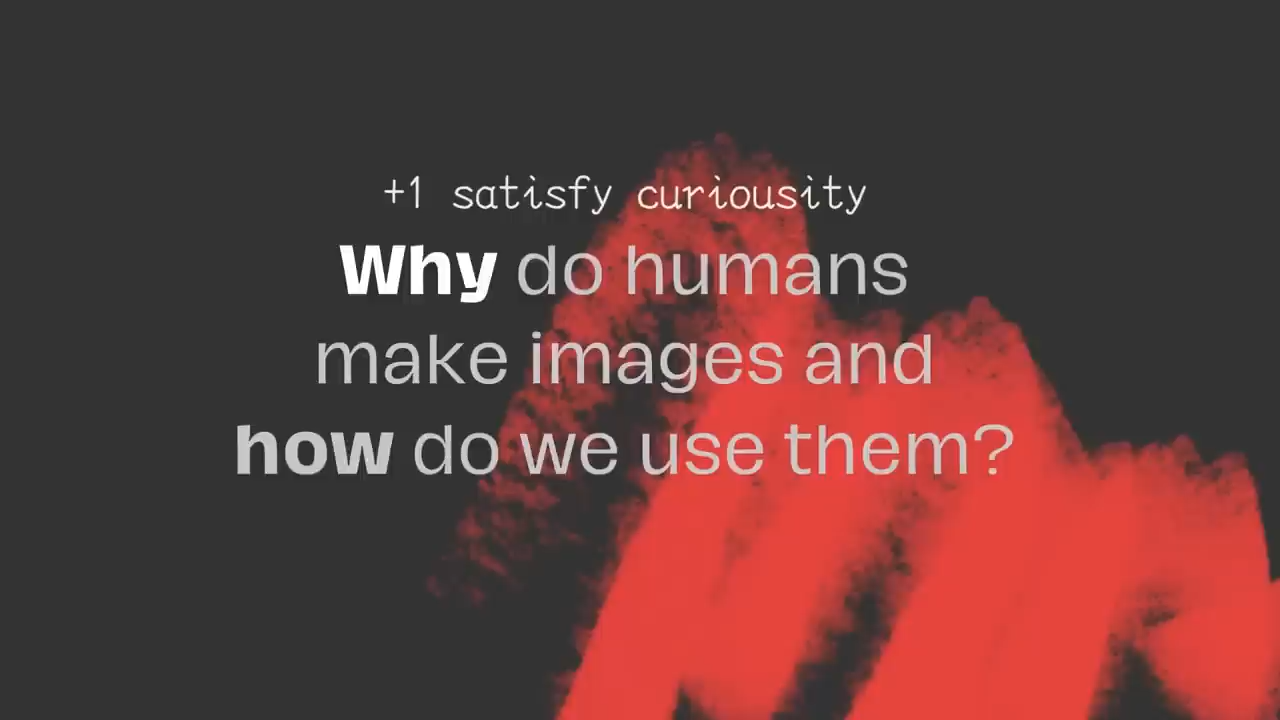 +1 satisfy curiousity
Why do humans
make images and
how do we use them?